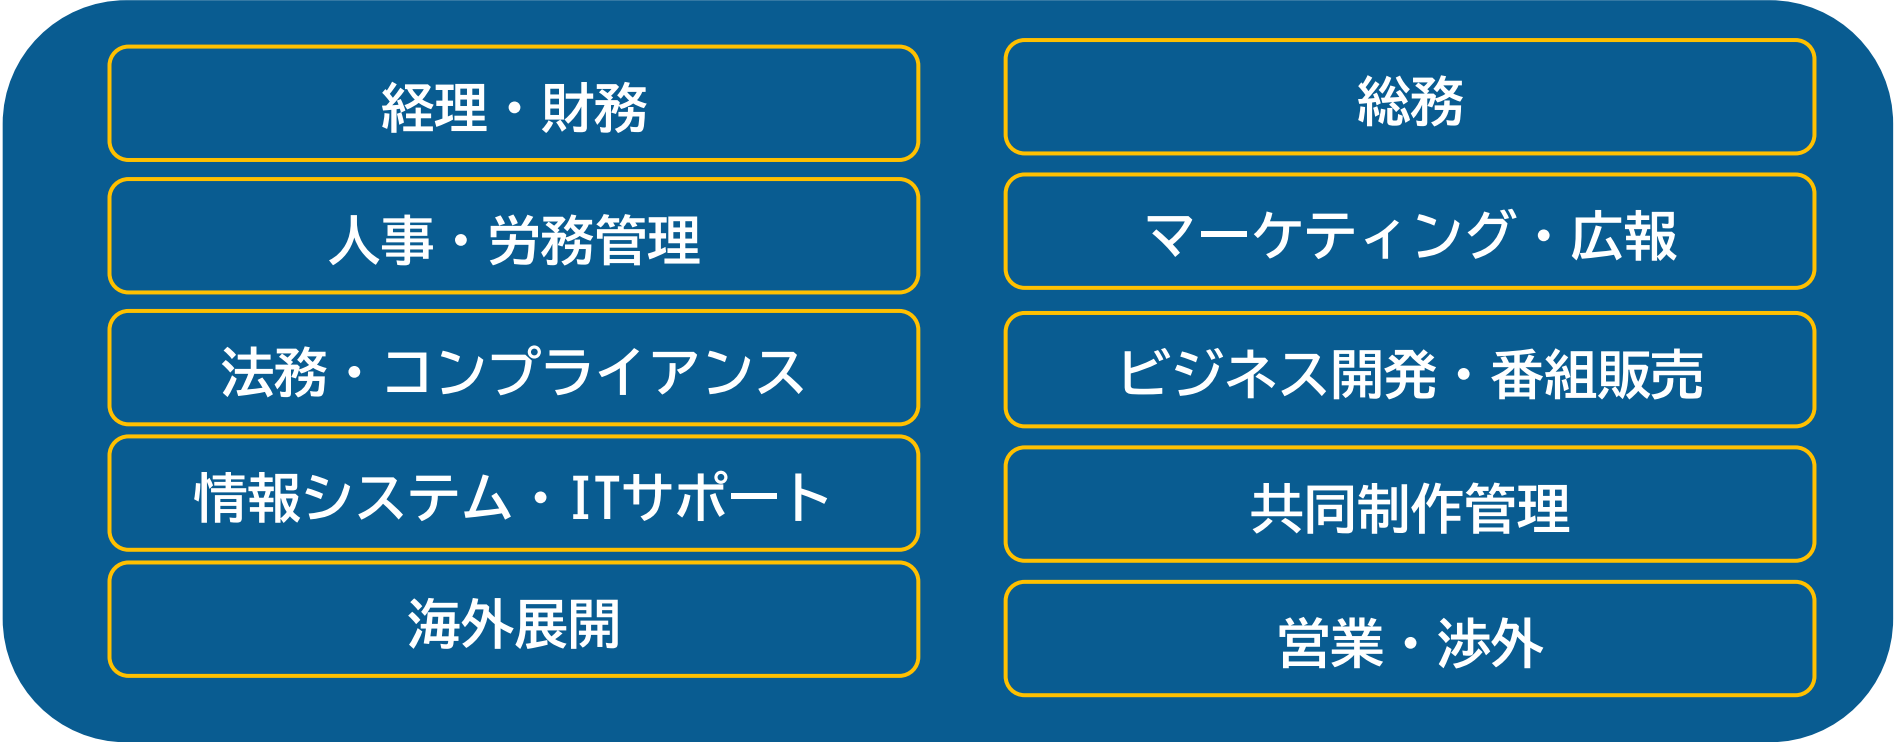 経理・財務
人事・労務管理
法務・コンプライアンス
情報システム・ITサポート
海外展開
総務
マーケティング・広報
ビジネス開発・番組販売
共同制作管理
営業・渉外